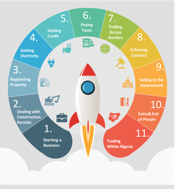 1.
Starting a
Business
2.
Dealing with
Construction
Permits
3.
Registering
Property
4.
Getting
Electricity
5.
Getting
Credit
6.
Paying
Taxes
7.
Trading
Across
Borders
8.
Enforcing
Contracts
9.
Selling to the
Government
10.
Entry & Exit
of People
11.
Trading
Within Nigeria